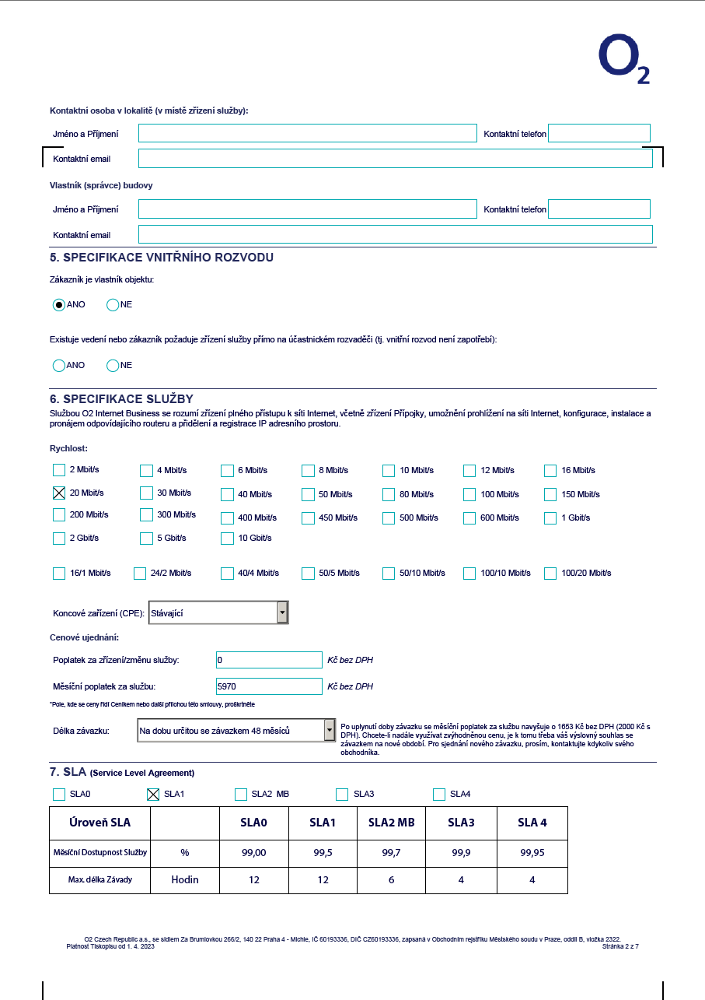 O2
Kontaktní osoba v lokalitě (v místě zřízení služby):
Jméno a Příjmení Kontaktní telefon
Kontaktní email
Vlastník (správce) budovy
Jméno a Příjmení Kontaktní telefon
Kontaktní email
5. SPECIFIKACE VNITŘNÍHO ROZVODU
Zákazník je vlastník objektu:
ANO NE
Existuje vedení nebo zákazník požaduje zřízení služby přímo na účastnickém rozvaděči (tj. vnitřní rozvod není zapotřebí):
ANO NE
6. SPECIFIKACE SLUŽBY
Službou O2 Internet Business se rozumí zřízení plného přístupu k síti Internet, včetně zřízení Přípojky, umožnění prohlížení na síti Internet, konfigurace, instalace a
pronájem odpovídajícího routeru a přidělení a registrace IP adresního prostoru.
Rychlost:
2 Mbit/s 4 Mbit/s 6 Mbit/s 8 Mbit/s 10 Mbit/s 12 Mbit/s 16 Mbit/s
20 Mbit/s 30 Mbit/s 40 Mbit/s 50 Mbit/s 80 Mbit/s 100 Mbit/s 150 Mbit/s
200 Mbit/s 300 Mbit/s 400 Mbit/s 450 Mbit/s 500 Mbit/s 600 Mbit/s 1 Gbit/s
2 Gbit/s 5 Gbit/s 10 Gbit/s
16/1 Mbit/s 24/2 Mbit/s 40/4 Mbit/s 50/5 Mbit/s 50/10 Mbit/s 100/10 Mbit/s 100/20 Mbit/s
Koncové zařízení (CPE): Stávající
Cenové ujednání:
Poplatek za zřízení/změnu služby: 0 Kč bez DPH
Měsíční poplatek za službu: 5970 Kč bez DPH
*Pole, kde se ceny řídí Ceníkem nebo další přílohou této smlouvy, proškrtněte
Délka závazku: Na dobu určitou se závazkem 48 měsíců
Po uplynutí doby závazku se měsíční poplatek za službu navyšuje o 1653 Kč bez DPH (2000 Kč s
DPH). Chcete-li nadále využívat zvýhodněnou cenu, je k tomu třeba váš výslovný souhlas se
závazkem na nové období. Pro sjednání nového závazku, prosím, kontaktujte kdykoliv svého
obchodníka.
7. SLA (Service Level Agreement)
SLA0 SLA1 SLA2 MB SLA3 SLA4
Úroveň SLA SLA0 SLA1 SLA2 MB SLA3 SLA 4
Měsíční Dostupnost Služby % 99,00 99,5 99,7 99,9 99,95
Max. délka Závady Hodin 12 12 6 4 4
O2 Czech Republic a.s., se sídlem Za Brumlovkou 266/2, 140 22 Praha 4 - Michle, IČ 60193336, DIČ CZ60193336, zapsaná v Obchodním rejstříku Městského soudu v Praze, oddíl B, vložka 2322.
Platnost Tiskopisu od 1. 4. 2023 Stránka 2 z 7